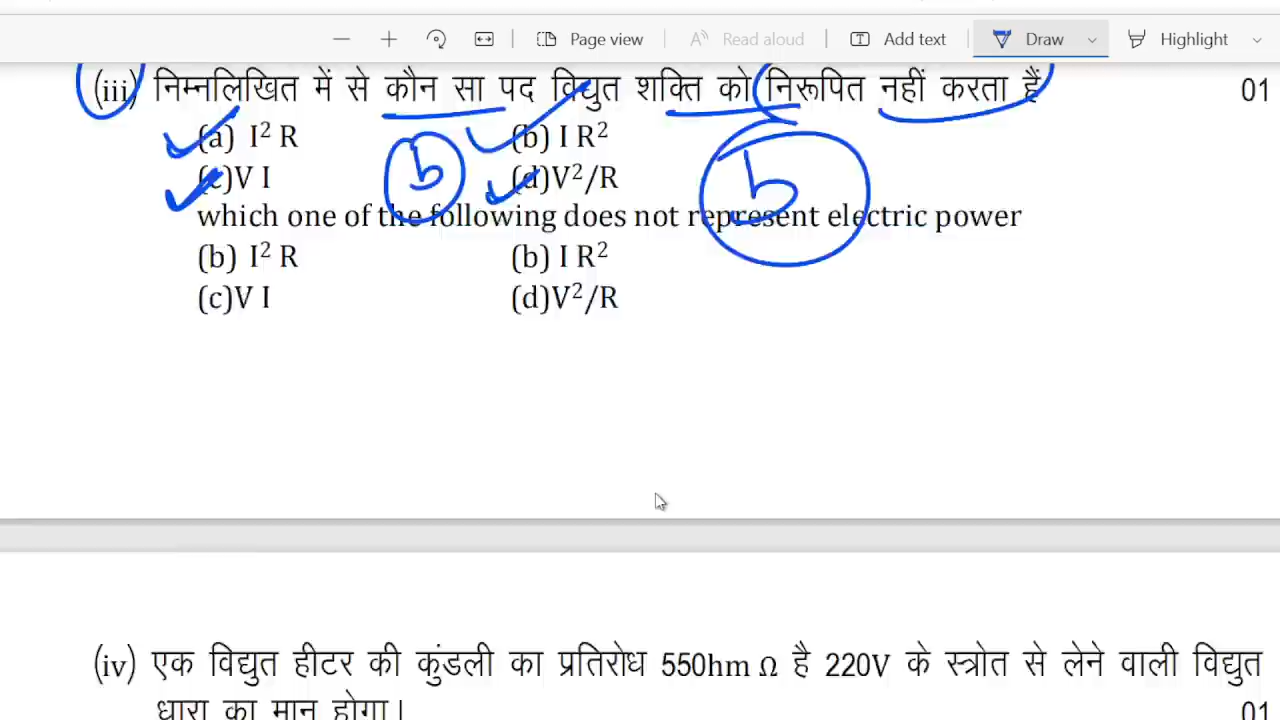 Page view Read aloud Add text Draw Highlight
(iii) निम्नलिखित में से कौन सा पद विद्युत शक्ति को निरूपित नहीं करता हैं 01
(a) I² R (b) I R²
b b
(c)V I (d)V²/R
which one of the following does not represent electric power
(b) I² R (b) I R²
(c)V I (d)V²/R
(iv) एक विद्युत हीटर की कुंडली का प्रतिरोध 550hm Ω है 220V के स्त्रोत से लेने वाली विद्युत
धारा का मान होगा। 01